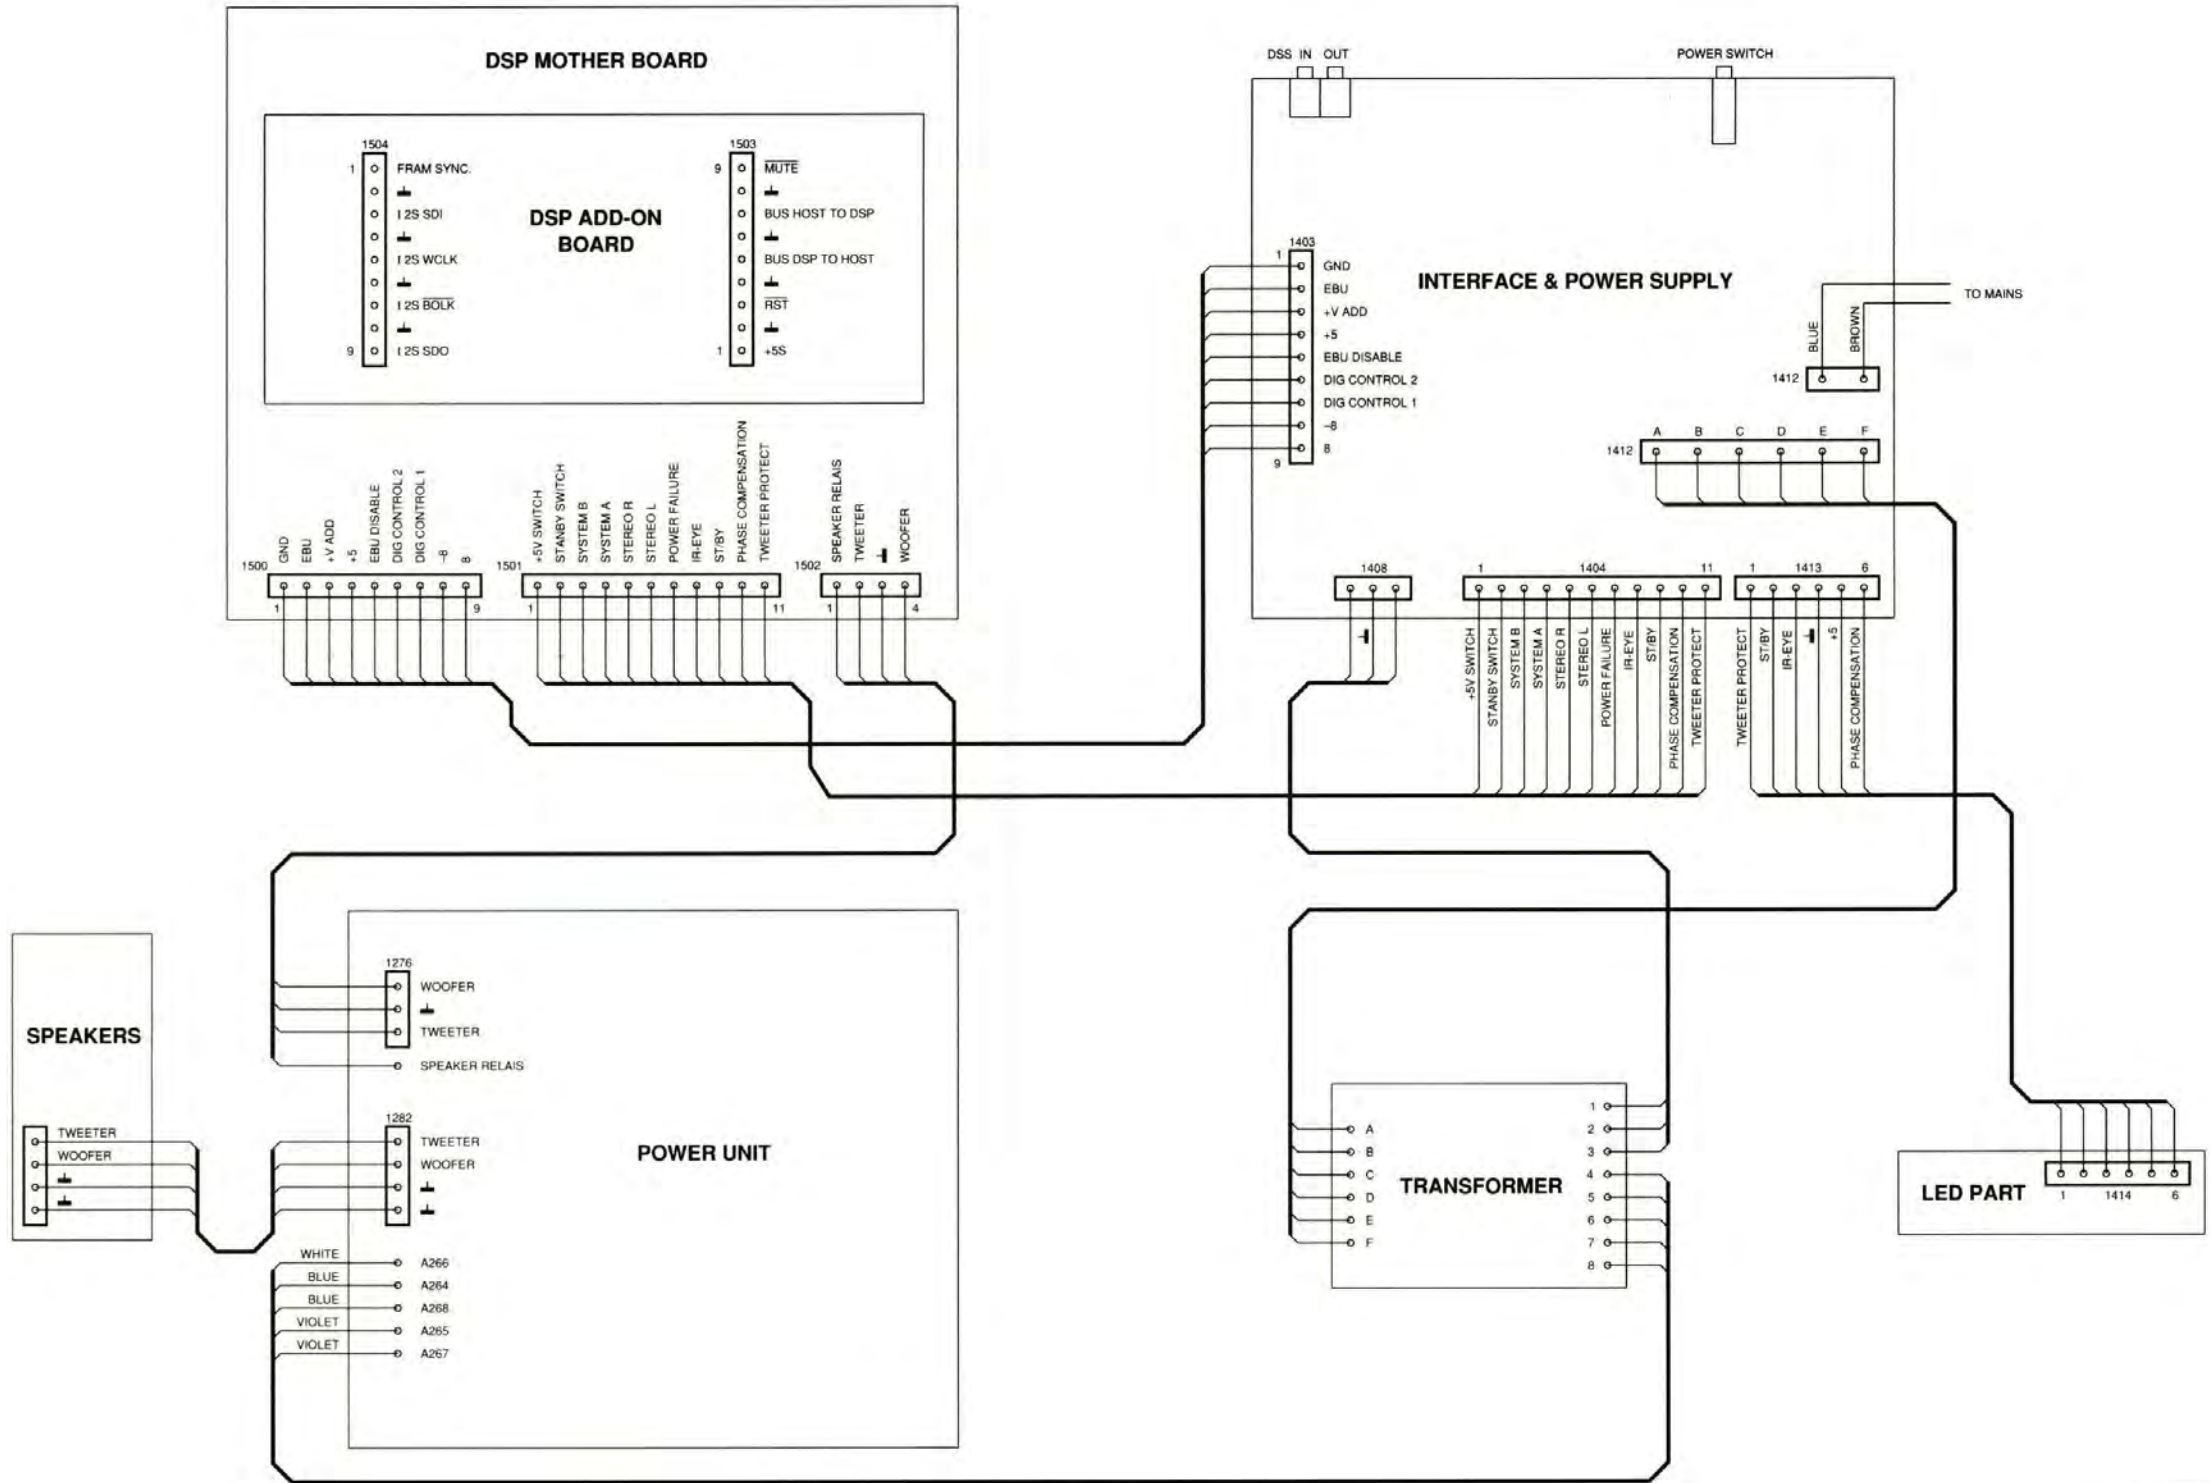 DSP MOTHER BOARD
1504
1 FRAM SYNC.
I 2S SDI
I 2S WCLK
I 2S BOLK
9 I 2S SDO
DSP ADD-ON
BOARD
1503
9 MUTE
BUS HOST TO DSP
BUS DSP TO HOST
RST
1 +5S
1500
GND
EBU
+V ADD
+5
EBU DISABLE
DIG CONTROL 2
DIG CONTROL 1
–8
8
1 9
1501
+5V SWITCH
STANBY SWITCH
SYSTEM B
SYSTEM A
STEREO R
STEREO L
POWER FAILURE
IR-EYE
ST/BY
PHASE COMPENSATION
TWEETER PROTECT
1 11
1502
SPEAKER RELAIS
TWEETER
WOOFER
1 4
DSS IN OUT
POWER SWITCH
INTERFACE & POWER SUPPLY
1403
1 GND
EBU
+V ADD
+5
EBU DISABLE
DIG CONTROL 2
DIG CONTROL 1
–8
9 8
TO MAINS
BLUE
BROWN
1412
A B C D E F
1412
1408
1 1404 11
1 1413 6
+5V SWITCH
STANBY SWITCH
SYSTEM B
SYSTEM A
STEREO R
STEREO L
POWER FAILURE
IR-EYE
ST/BY
PHASE COMPENSATION
TWEETER PROTECT
TWEETER PROTECT
ST/BY
IR-EYE
+5
PHASE COMPENSATION
SPEAKERS
TWEETER
WOOFER
POWER UNIT
1276
WOOFER
TWEETER
SPEAKER RELAIS
1282
TWEETER
WOOFER
WHITE A266
BLUE A264
BLUE A268
VIOLET A265
VIOLET A267
TRANSFORMER
A
B
C
D
E
F
1
2
3
4
5
6
7
8
LED PART
1 1414 6